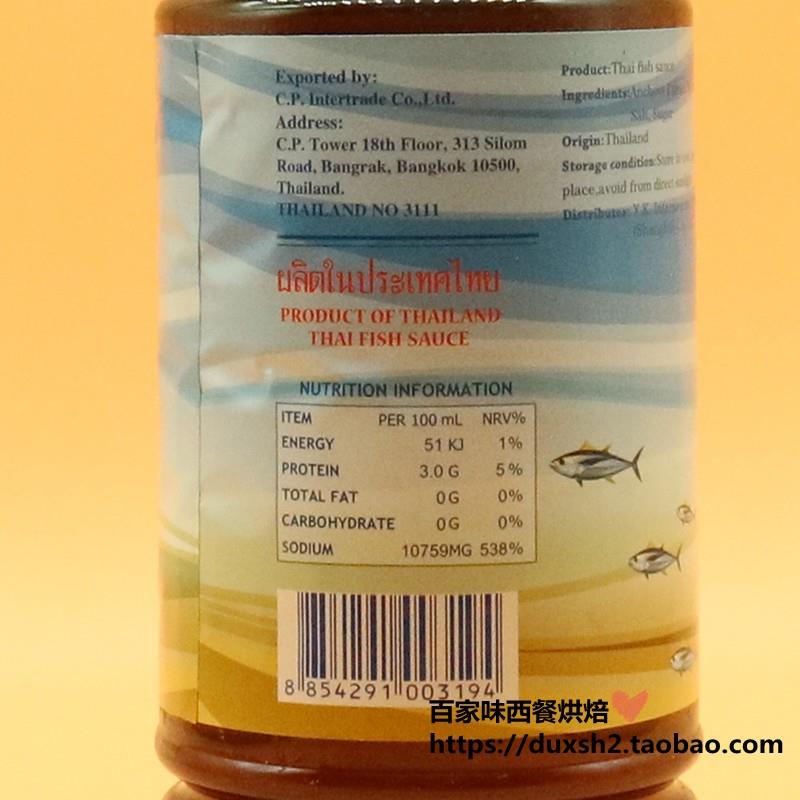 Exported by:
C.P. Intertrade Co.,Ltd.
Address:
C.P. Tower 18th Floor, 313 Silom
Road, Bangrak, Bangkok 10500,
Thailand.
THAILAND NO 3111
ผลิตในประเทศไทย
PRODUCT OF THAILAND
THAI FISH SAUCE
Product:Thai fish sauce
Ingredients:
Salt, Sugar
Origin:Thailand
Storage condition:Store
place,avoid from direct
Distributor: Y.K.
NUTRITION INFORMATION
ITEM PER 100 mL NRV%
ENERGY 51 KJ 1%
PROTEIN 3.0 G 5%
TOTAL FAT 0G 0%
CARBOHYDRATE 0G 0%
SODIUM 10759MG 538%
8 854291 003194
百家味西餐烘焙
https://duxsh2.taobao.com